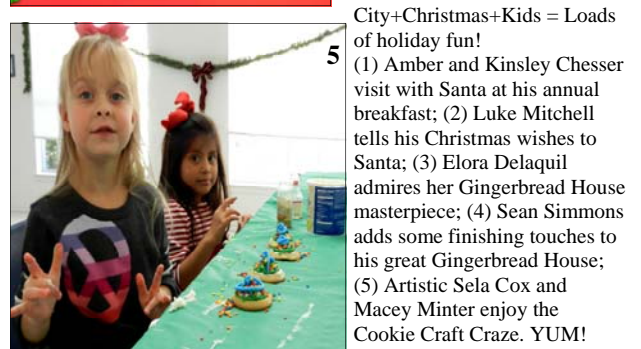 City+Christmas+Kids = Loads
of holiday fun!
(1) Amber and Kinsley Chesser
visit with Santa at his annual
breakfast; (2) Luke Mitchell
tells his Christmas wishes to
Santa; (3) Elora Delaquil
admires her Gingerbread House
masterpiece; (4) Sean Simmons
adds some finishing touches to
his great Gingerbread House;
(5) Artistic Sela Cox and
Macey Minter enjoy the
Cookie Craft Craze. YUM!
5